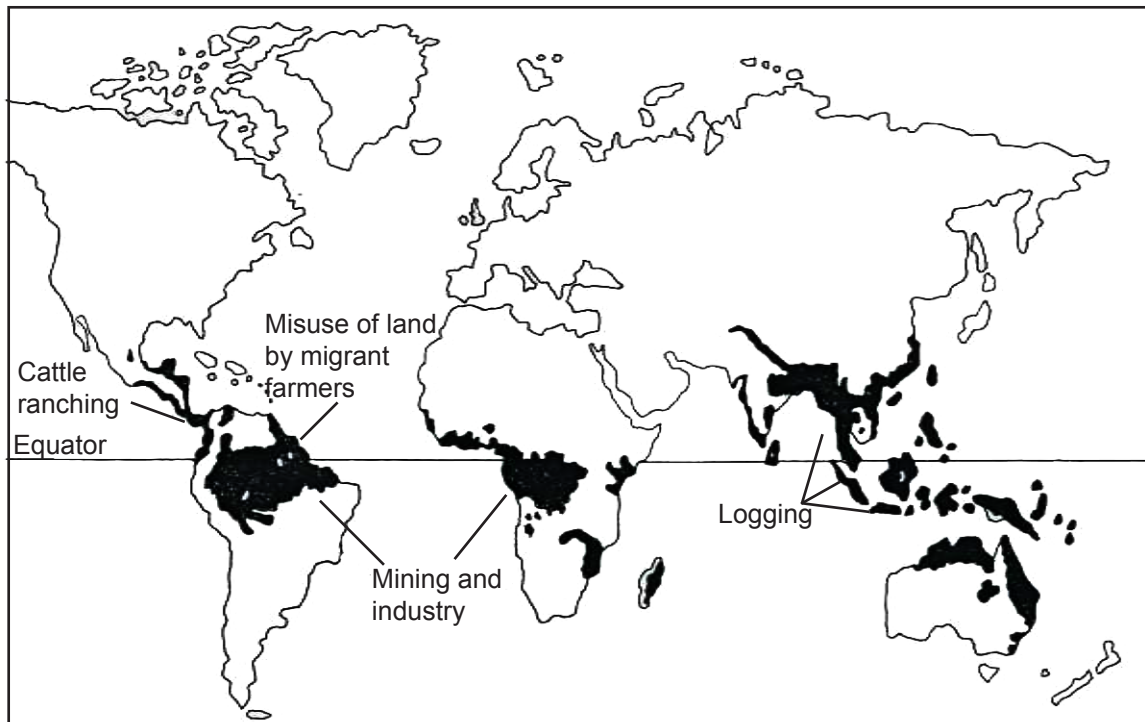 Misuse of land
by migrant
farmers
Cattle
ranching
Equator
Logging
Mining and
industry